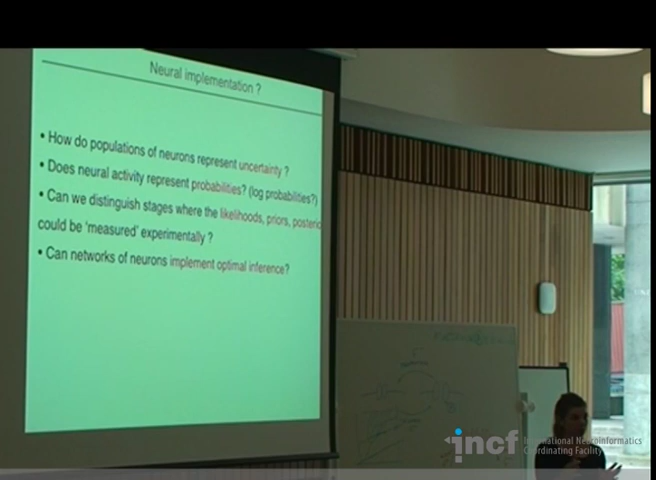 Neural implementation ?
• How do populations of neurons represent uncertainty ?
• Does neural activity represent probabilities? (log probabilities?)
• Can we distinguish stages where the likelihoods, priors, posterio
could be 'measured' experimentally ?
• Can networks of neurons implement optimal inference?
incf
International Neuroinformatics
Coordinating Facility